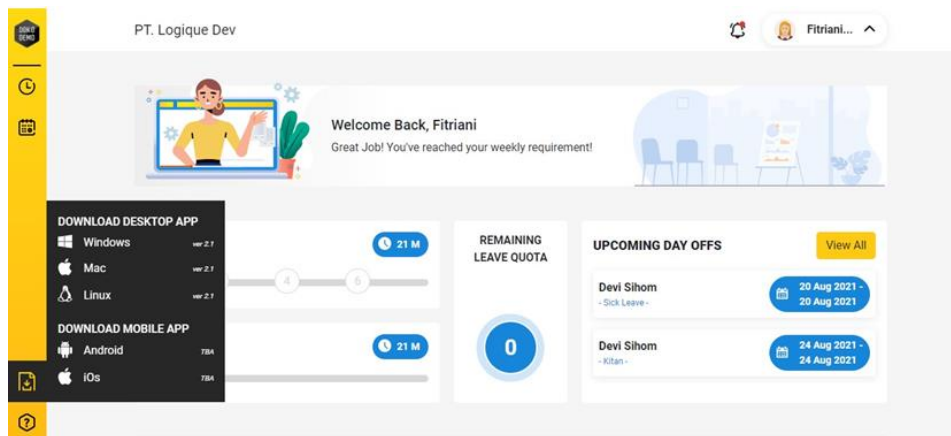 DOKO
DEMO
PT. Logique Dev
Fitriani...
Welcome Back, Fitriani
Great Job! You've reached your weekly requirement!
DOWNLOAD DESKTOP APP
Windows ver 2.1
Mac ver 2.1
Linux ver 2.1
DOWNLOAD MOBILE APP
Android TBA
iOs TBA
21 M
4 6
21 M
REMAINING
LEAVE QUOTA
0
UPCOMING DAY OFFS
View All
Devi Sihom
- Sick Leave -
20 Aug 2021 -
20 Aug 2021
Devi Sihom
- Kitan -
24 Aug 2021 -
24 Aug 2021